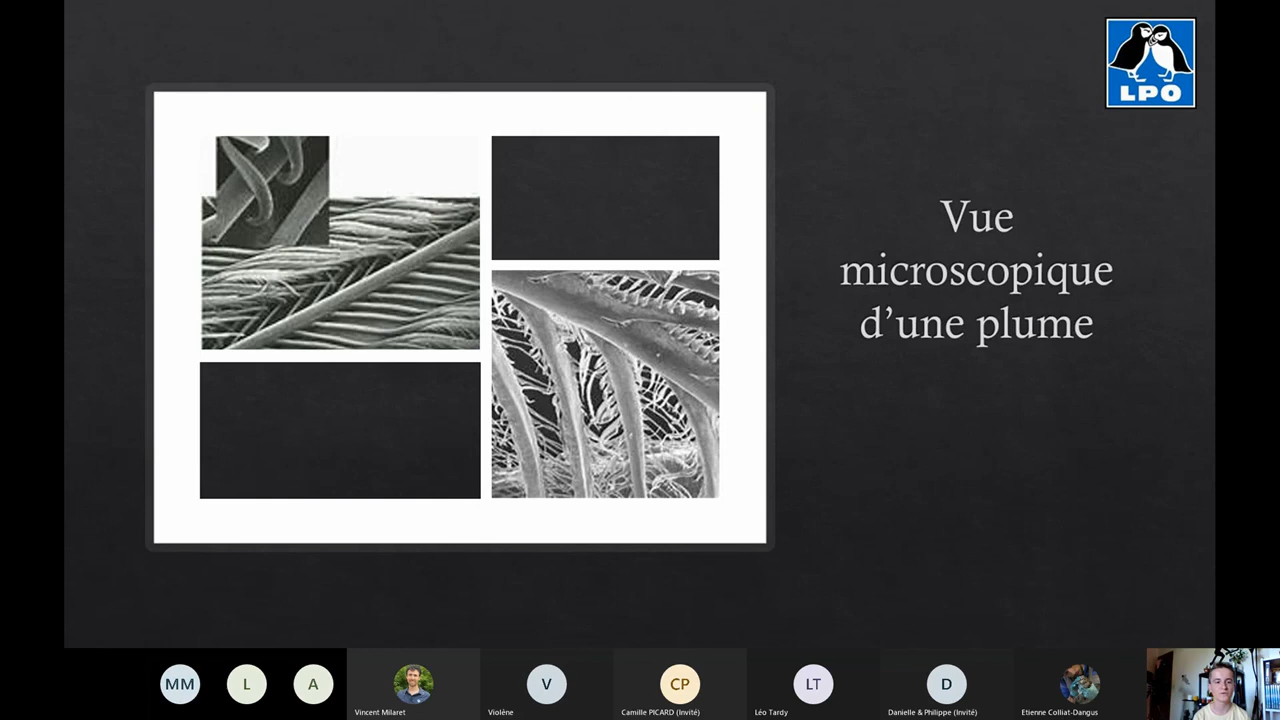 LPO
Vue
microscopique
d’une plume
MM
L
A
V
CP
LT
D
Vincent Milaret
Violène
Camille PICARD (Invité)
Léo Tardy
Danielle & Philippe (Invité)
Etienne Colliat-Dangus